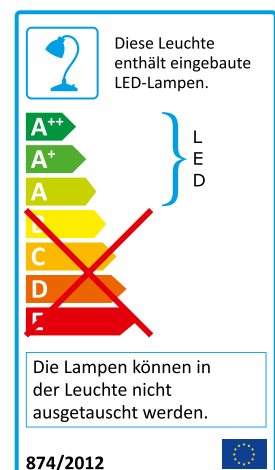 Diese Leuchte
enthält eingebaute
LED-Lampen.
A++
A+
A
B
C
D
E
L
E
D
Die Lampen können in
der Leuchte nicht
ausgetauscht werden.
874/2012